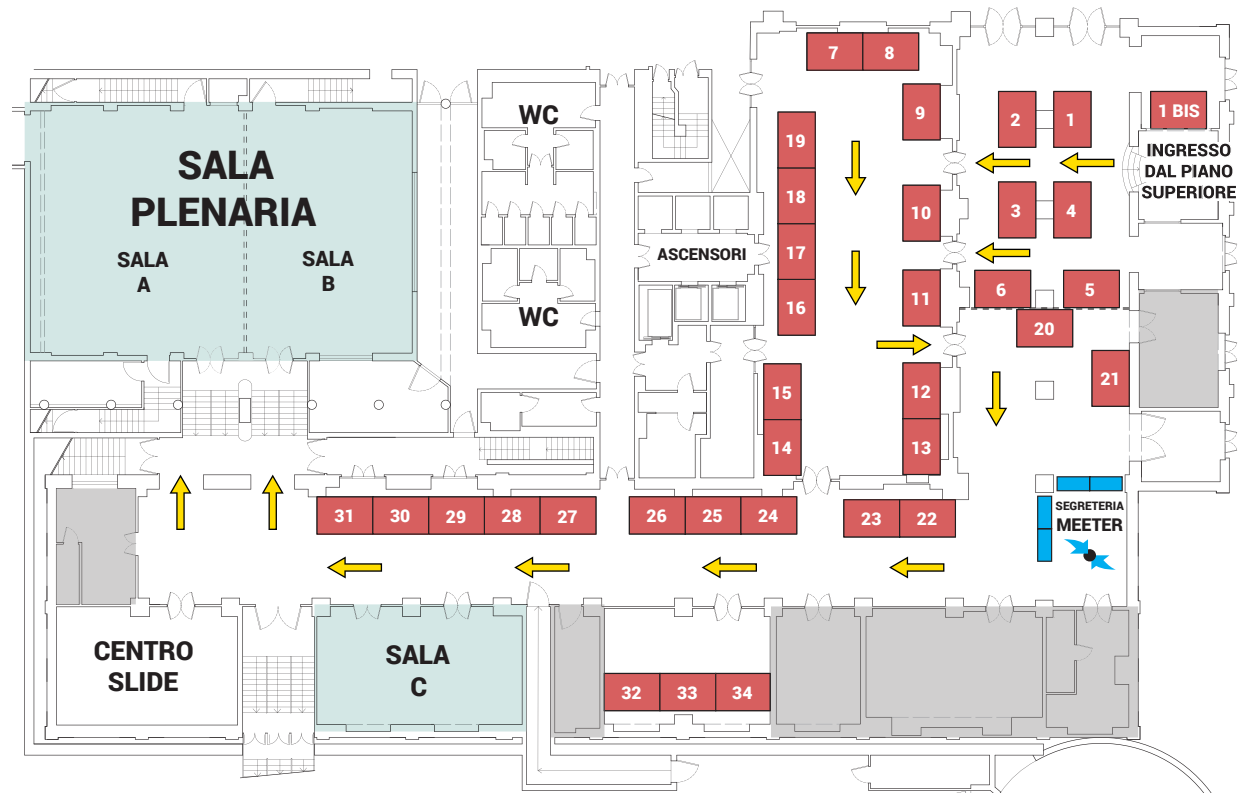 7 8
WC
9
2 1 1 BIS
19
SALA
PLENARIA
INGRESSO
DAL PIANO
SUPERIORE
18
10
3 4
17
ASCENSORI
SALA
A
SALA
B
16
11
6 5
WC
20
15
12
21
14
13
31 30 29 28 27 26 25 24 23 22
SEGRETERIA
MEETER
CENTRO
SLIDE
SALA
C
32 33 34